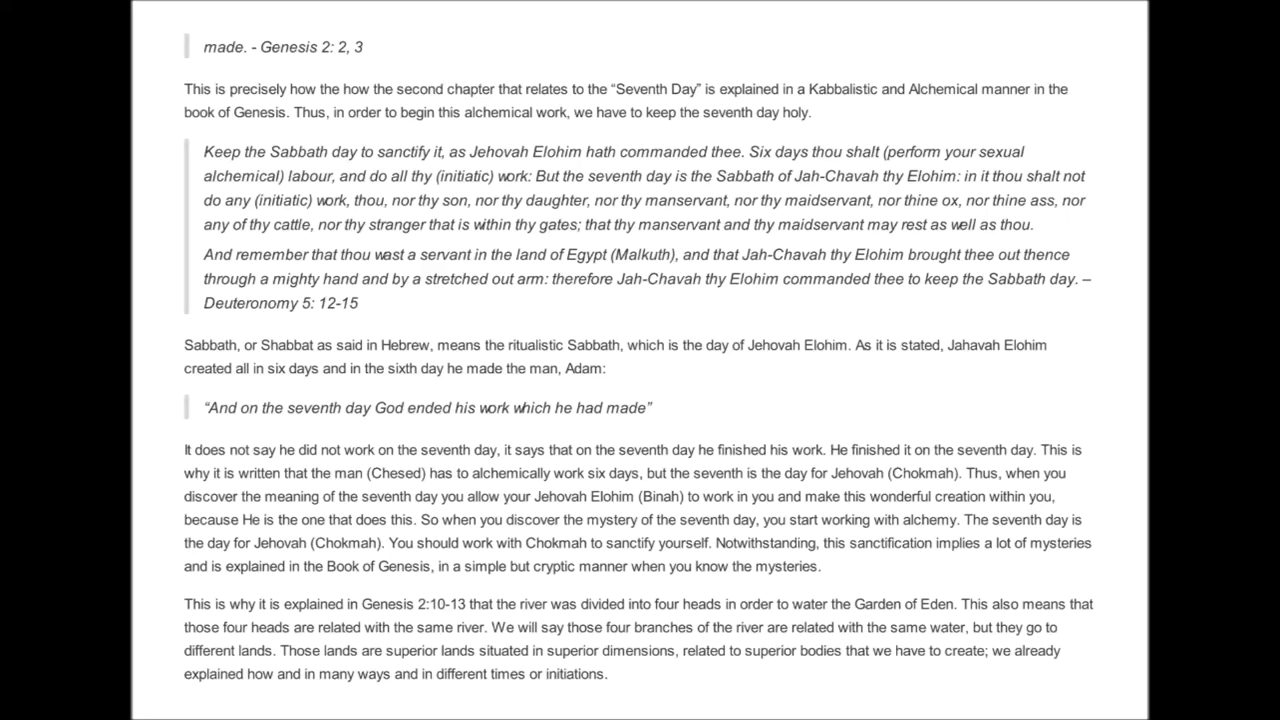 made. - Genesis 2: 2, 3
This is precisely how the how the second chapter that relates to the “Seventh Day” is explained in a Kabbalistic and Alchemical manner in the
book of Genesis. Thus, in order to begin this alchemical work, we have to keep the seventh day holy.
Keep the Sabbath day to sanctify it, as Jehovah Elohim hath commanded thee. Six days thou shalt (perform your sexual
alchemical) labour, and do all thy (initiatic) work: But the seventh day is the Sabbath of Jah-Chavah thy Elohim: in it thou shalt not
do any (initiatic) work, thou, nor thy son, nor thy daughter, nor thy manservant, nor thy maidservant, nor thine ox, nor thine ass, nor
any of thy cattle, nor thy stranger that is within thy gates; that thy manservant and thy maidservant may rest as well as thou.
And remember that thou wast a servant in the land of Egypt (Malkuth), and that Jah-Chavah thy Elohim brought thee out thence
through a mighty hand and by a stretched out arm: therefore Jah-Chavah thy Elohim commanded thee to keep the Sabbath day. –
Deuteronomy 5: 12-15
Sabbath, or Shabbat as said in Hebrew, means the ritualistic Sabbath, which is the day of Jehovah Elohim. As it is stated, Jahavah Elohim
created all in six days and in the sixth day he made the man, Adam:
“And on the seventh day God ended his work which he had made”
It does not say he did not work on the seventh day, it says that on the seventh day he finished his work. He finished it on the seventh day. This is
why it is written that the man (Chesed) has to alchemically work six days, but the seventh is the day for Jehovah (Chokmah). Thus, when you
discover the meaning of the seventh day you allow your Jehovah Elohim (Binah) to work in you and make this wonderful creation within you,
because He is the one that does this. So when you discover the mystery of the seventh day, you start working with alchemy. The seventh day is
the day for Jehovah (Chokmah). You should work with Chokmah to sanctify yourself. Notwithstanding, this sanctification implies a lot of mysteries
and is explained in the Book of Genesis, in a simple but cryptic manner when you know the mysteries.
This is why it is explained in Genesis 2:10-13 that the river was divided into four heads in order to water the Garden of Eden. This also means that
those four heads are related with the same river. We will say those four branches of the river are related with the same water, but they go to
different lands. Those lands are superior lands situated in superior dimensions, related to superior bodies that we have to create; we already
explained how and in many ways and in different times or initiations.